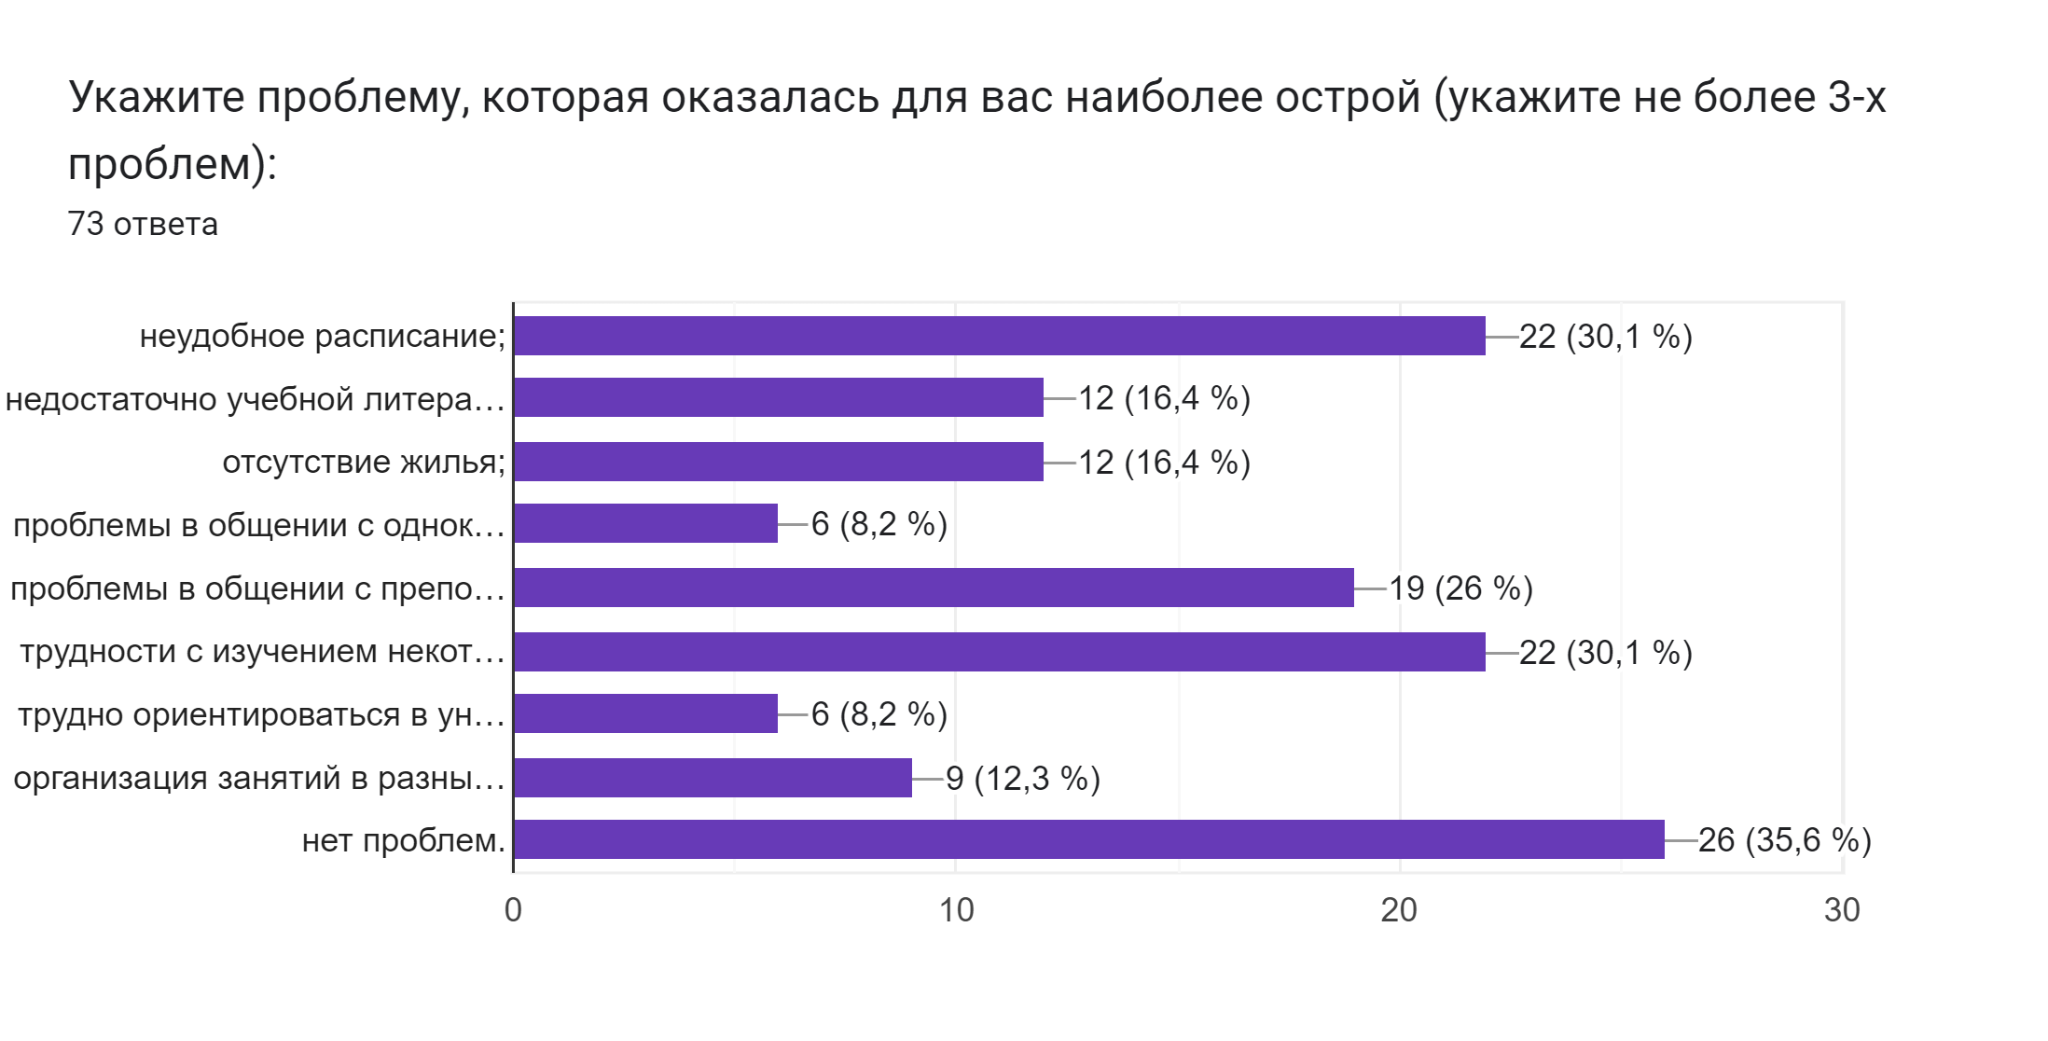 Укажите проблему, которая оказалась для вас наиболее острой (укажите не более 3-х
проблем):
73 ответа
неудобное расписание; 22 (30,1 %)
недостаточно учебной литера… 12 (16,4 %)
отсутствие жилья; 12 (16,4 %)
проблемы в общении с однок… 6 (8,2 %)
проблемы в общении с препо… 19 (26 %)
трудности с изучением некот… 22 (30,1 %)
трудно ориентироваться в ун… 6 (8,2 %)
организация занятий в разны… 9 (12,3 %)
нет проблем. 26 (35,6 %)
0 10 20 30